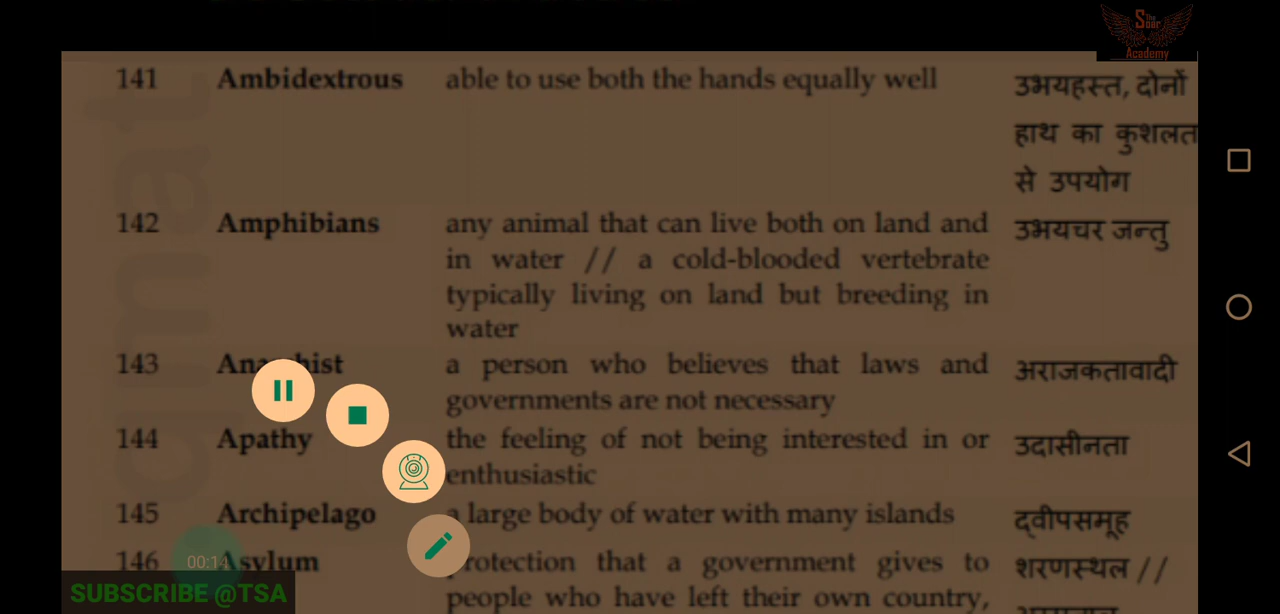 The
Soar
Academy
141 Ambidextrous able to use both the hands equally well उभयहस्त, दोनों
हाथ का कुशलत
से उपयोग
142 Amphibians any animal that can live both on land and उभयचर जन्तु
in water // a cold-blooded vertebrate
typically living on land but breeding in
water
143 a person who believes that laws and अराजकतावादी
governments are not necessary
144 Apathy the feeling of not being interested in or उदासीनता
enthusiastic
145 Archipelago a large body of water with many islands द्वीपसमूह
146 Asylum protection that a government gives to शरणस्थल //
people who have left their own country,
00:14
SUBSCRIBE @TSA